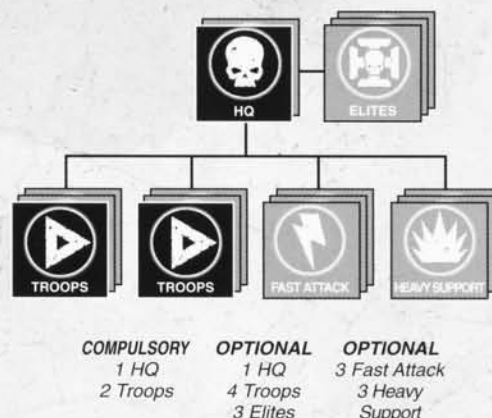 HQ
ELITES
TROOPS
TROOPS
FAST ATTACK
HEAVY SUPPORT
COMPULSORY
1 HQ
2 Troops
OPTIONAL
1 HQ
4 Troops
3 Elites
OPTIONAL
3 Fast Attack
3 Heavy
Support